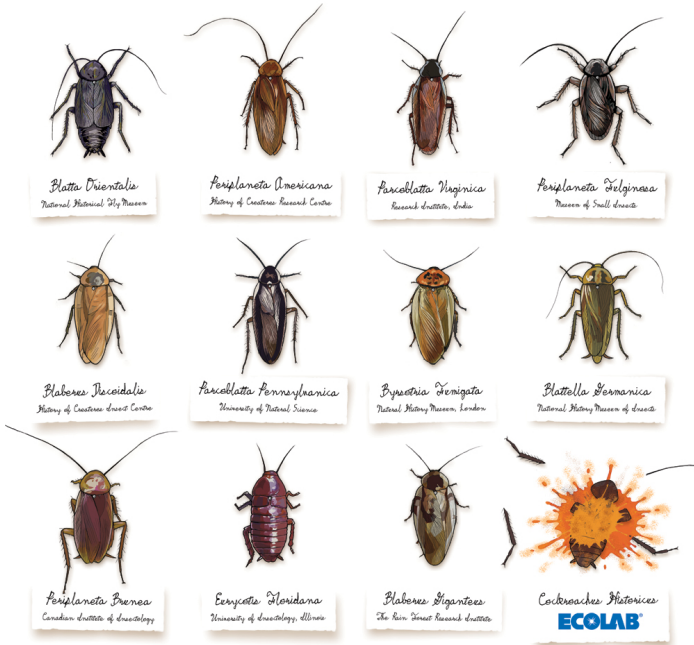 Blatta Orientalis
National Historical Fly Museum
Periplaneta Americana
History of Creatures Research Centre
Parcoblatta Virginica
Research Institute, India
Periplaneta Fulginosa
Museum of Small Insects
Blaberus Discoidalis
History of Creatures Insect Centre
Parcoblatta Pennsylvanica
University of Natural Science
Byrsotria Fumigata
Natural History Museum, London
Blattella Germanica
National History Museum of Insects
Periplaneta Brunea
Canadian Institute of Insectology
Eurycotis Floridana
University of Insectology, Illinois
Blaberus Giganteus
The Rain Forest Research Institute
Cockroaches Historices
ECOLAB®